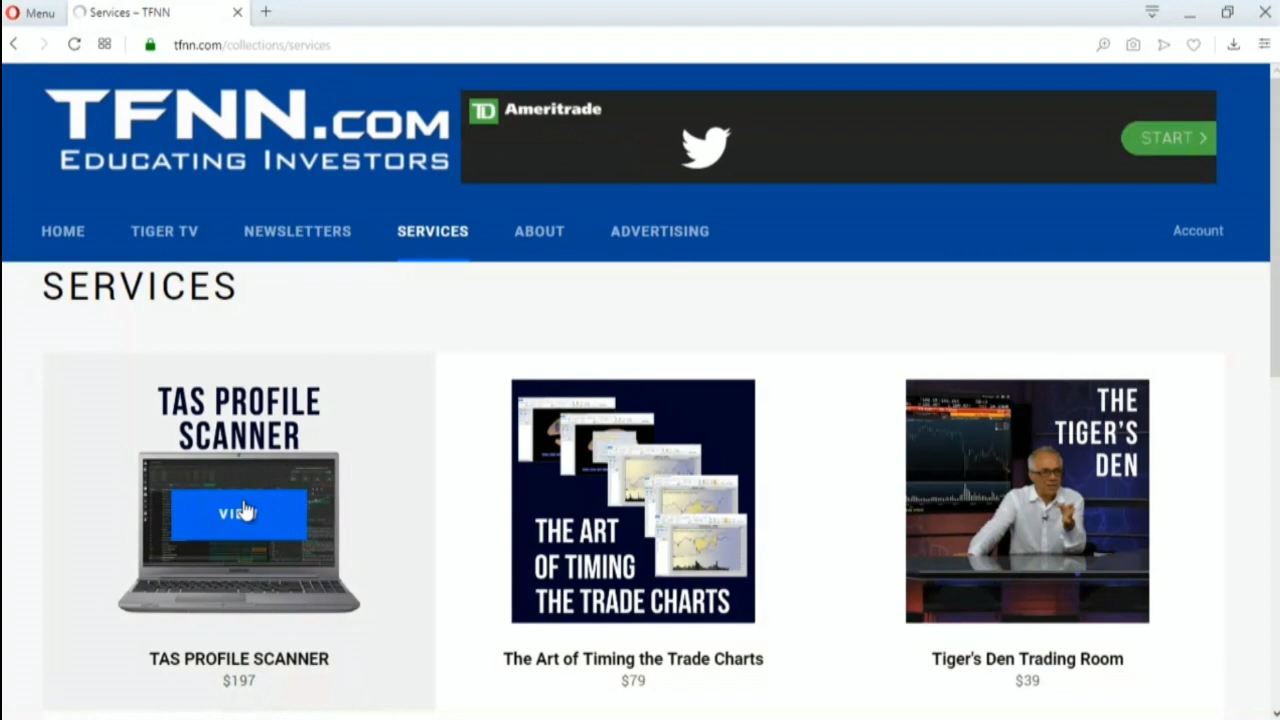 Menu
Services – TFNN
tfnn.com/collections/services
TFNN.COM
EDUCATING INVESTORS
TD Ameritrade
START >
HOME TIGER TV NEWSLETTERS SERVICES ABOUT ADVERTISING Account
SERVICES
TAS PROFILE
SCANNER
THE ART
OF TIMING
THE TRADE CHARTS
THE
TIGER'S
DEN
TAS PROFILE SCANNER
$197
The Art of Timing the Trade Charts
$79
Tiger's Den Trading Room
$39